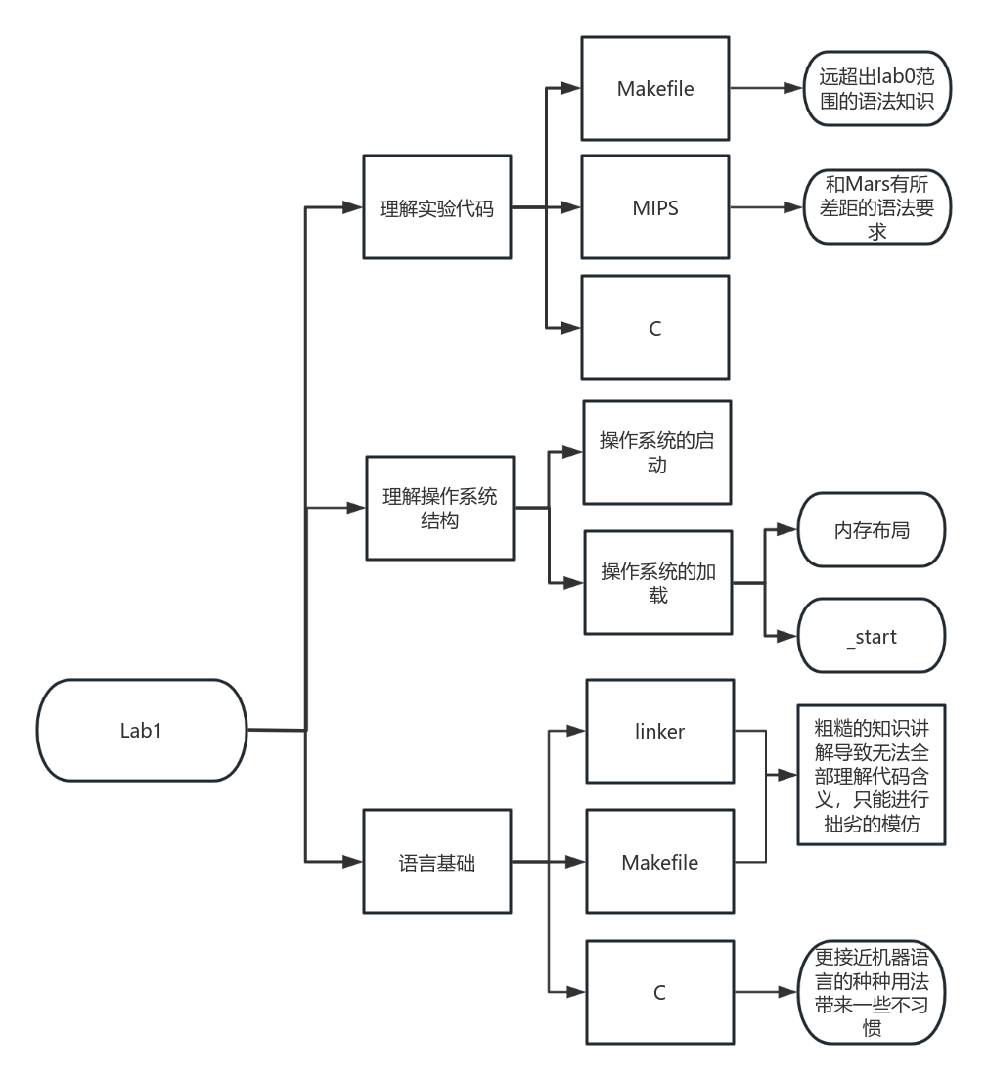 Makefile
远超出lab0范
围的语法知识
理解实验代码
MIPS
和Mars有所
差距的语法要
求
C
理解操作系统
结构
操作系统的启
动
操作系统的加
载
内存布局
_start
Lab1
语言基础
linker
Makefile
粗糙的知识讲
解导致无法全
部理解代码含
义，只能进行
拙劣的模仿
C
更接近机器语
言的种种用法
带来一些不习
惯